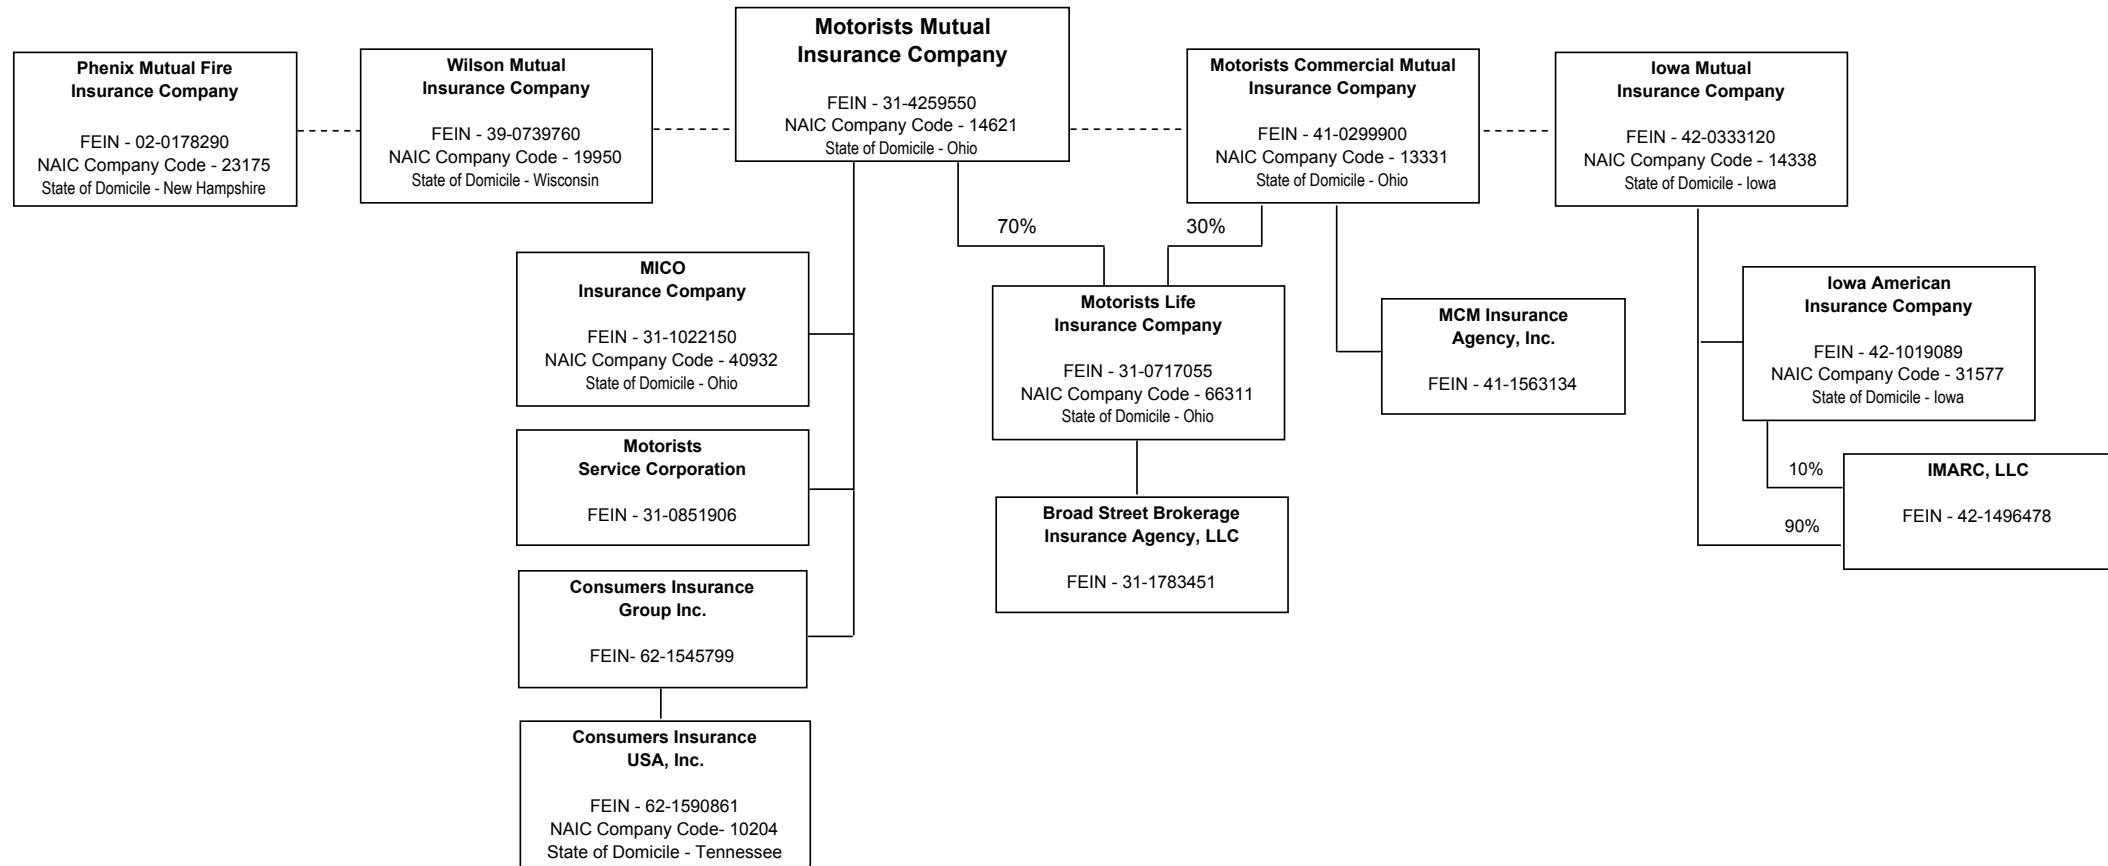 Motorists Mutual
Insurance Company
FEIN - 31-4259550
NAIC Company Code - 14621
State of Domicile - Ohio
Phenix Mutual Fire
Insurance Company
FEIN - 02-0178290
NAIC Company Code - 23175
State of Domicile - New Hampshire
Wilson Mutual
Insurance Company
FEIN - 39-0739760
NAIC Company Code - 19950
State of Domicile - Wisconsin
Motorists Commercial Mutual
Insurance Company
FEIN - 41-0299900
NAIC Company Code - 13331
State of Domicile - Ohio
Iowa Mutual
Insurance Company
FEIN - 42-0333120
NAIC Company Code - 14338
State of Domicile - Iowa
70%
30%
MICO
Insurance Company
FEIN - 31-1022150
NAIC Company Code - 40932
State of Domicile - Ohio
Motorists Life
Insurance Company
FEIN - 31-0717055
NAIC Company Code - 66311
State of Domicile - Ohio
MCM Insurance
Agency, Inc.
FEIN - 41-1563134
Iowa American
Insurance Company
FEIN - 42-1019089
NAIC Company Code - 31577
State of Domicile - Iowa
Motorists
Service Corporation
FEIN - 31-0851906
Broad Street Brokerage
Insurance Agency, LLC
FEIN - 31-1783451
10%
90%
IMARC, LLC
FEIN - 42-1496478
Consumers Insurance
Group Inc.
FEIN- 62-1545799
Consumers Insurance
USA, Inc.
FEIN - 62-1590861
NAIC Company Code- 10204
State of Domicile - Tennessee